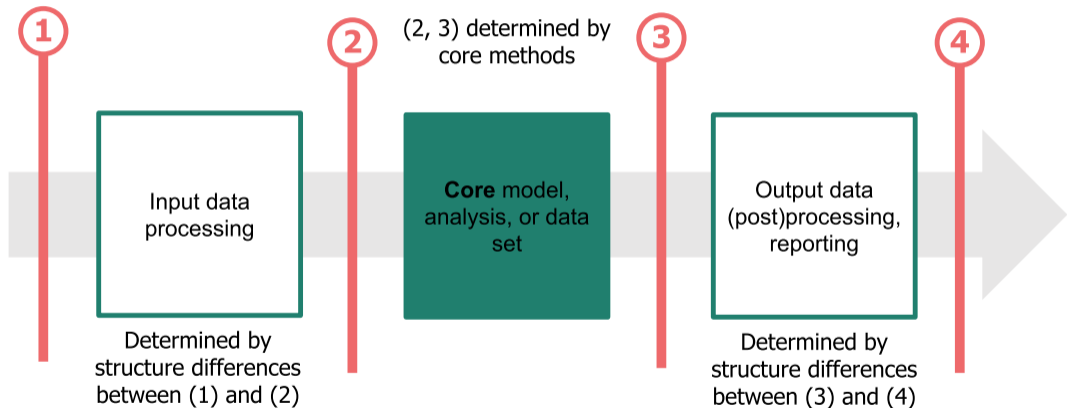 1
2
(2, 3) determined by
core methods
3
4
Input data
processing
Core model,
analysis, or data
set
Output data
(post)processing,
reporting
Determined by
structure differences
between (1) and (2)
Determined by
structure differences
between (3) and (4)